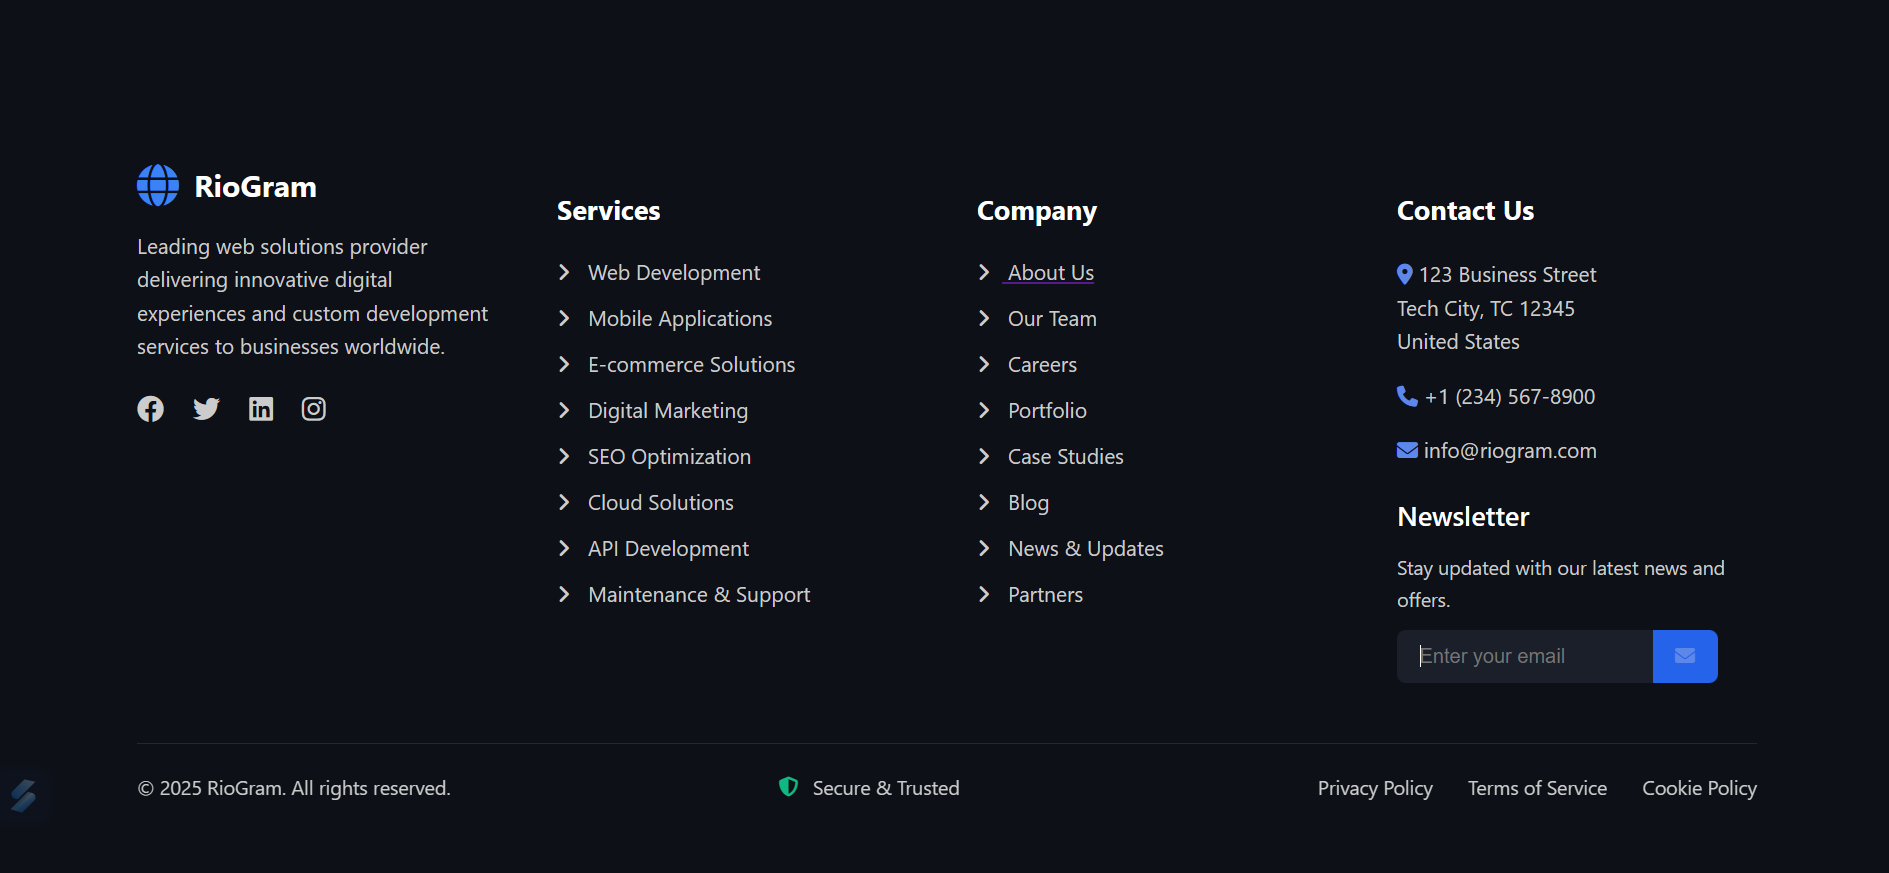 RioGram
Leading web solutions provider
delivering innovative digital
experiences and custom development
services to businesses worldwide.
Services
Web Development
Mobile Applications
E-commerce Solutions
Digital Marketing
SEO Optimization
Cloud Solutions
API Development
Maintenance & Support
Company
About Us
Our Team
Careers
Portfolio
Case Studies
Blog
News & Updates
Partners
Contact Us
123 Business Street
Tech City, TC 12345
United States
+1 (234) 567-8900
info@riogram.com
Newsletter
Stay updated with our latest news and
offers.
Enter your email
© 2025 RioGram. All rights reserved.
Secure & Trusted
Privacy Policy
Terms of Service
Cookie Policy